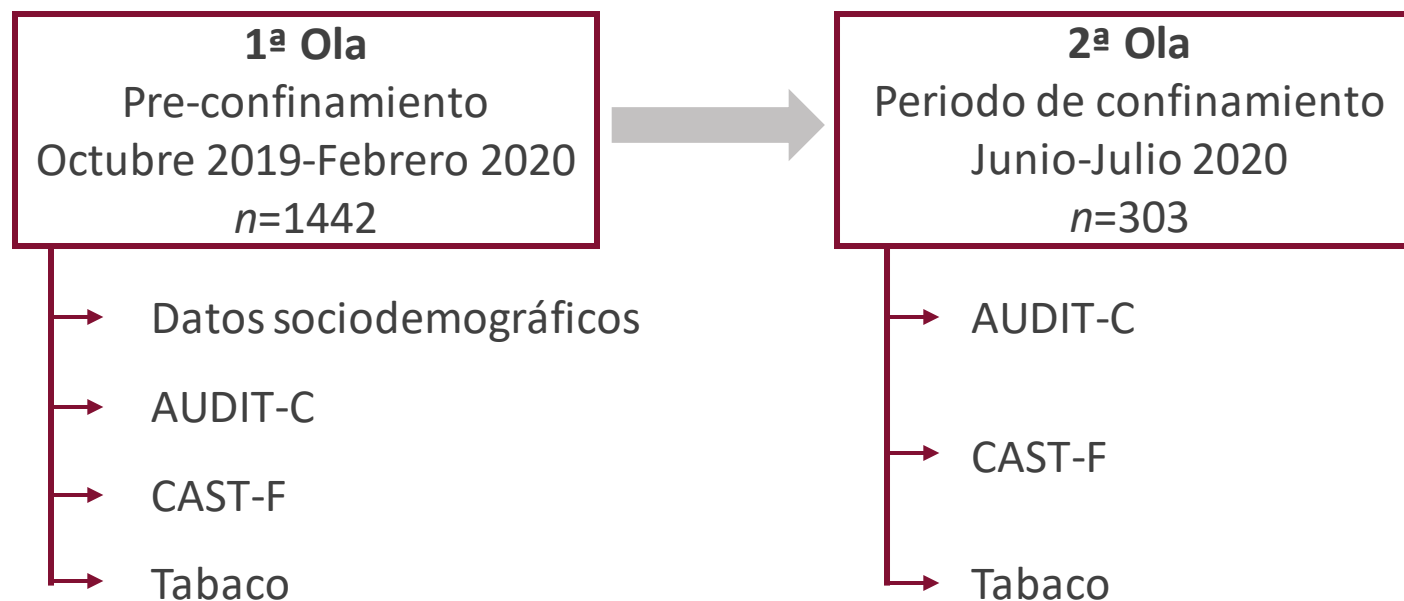 1ª Ola
Pre-confinamiento
Octubre 2019-Febrero 2020
n=1442
Datos sociodemográficos
AUDIT-C
CAST-F
Tabaco
2ª Ola
Periodo de confinamiento
Junio-Julio 2020
n=303
AUDIT-C
CAST-F
Tabaco